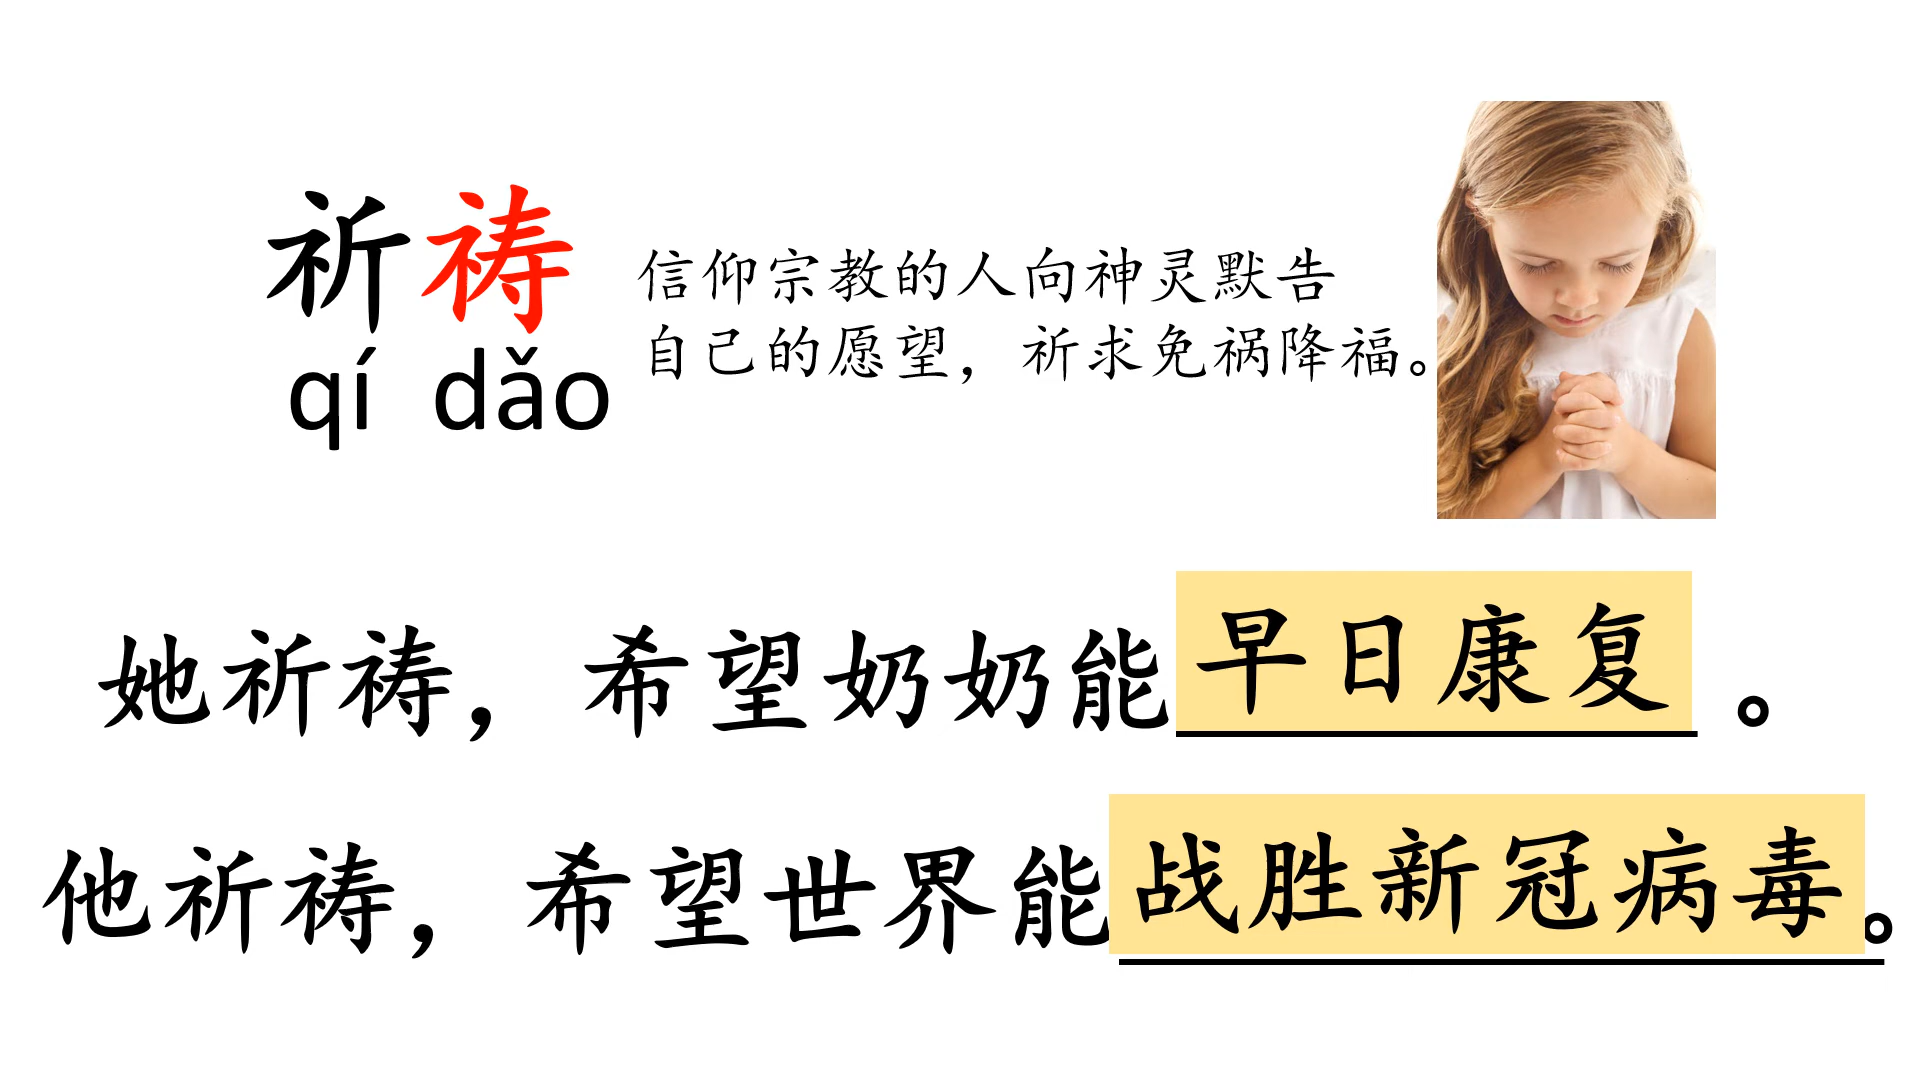 祈祷
qí dǎo
信仰宗教的人向神灵默告
自己的愿望，祈求免祸降福。
她祈祷，希望奶奶能早日康复。
他祈祷，希望世界能战胜新冠病毒。